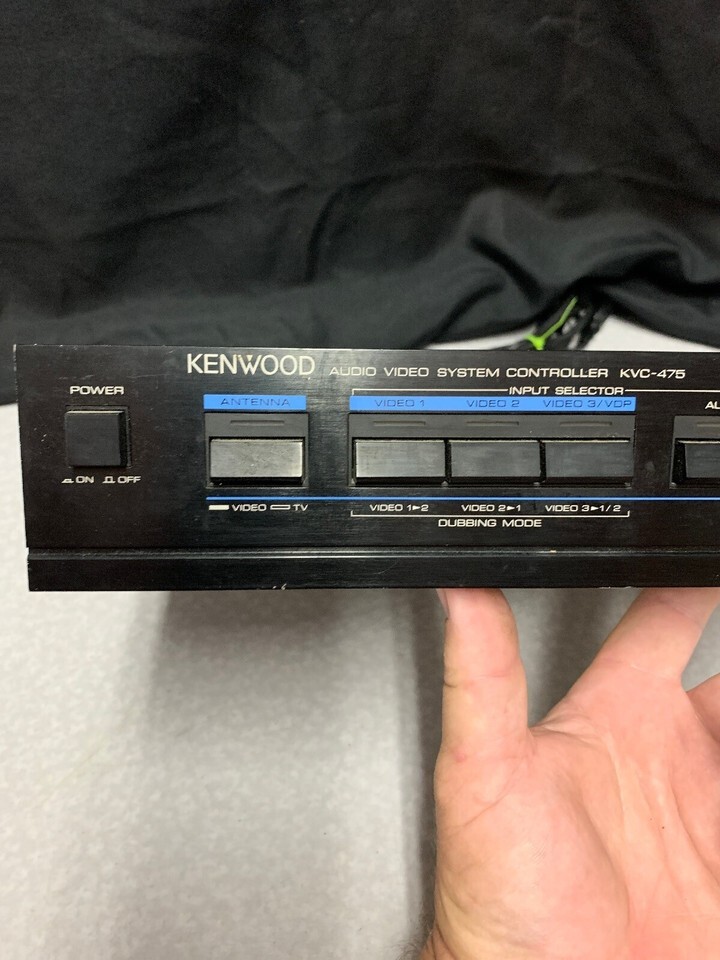 KENWOOD AUDIO VIDEO SYSTEM CONTROLLER KVC-475
POWER
INPUT SELECTOR
ANTENNA VIDEO 1 VIDEO 2 VIDEO 3/VDP
ON OFF
VIDEO TV VIDEO 1►2 VIDEO 2►1 VIDEO 3►1/2
DUBBING MODE